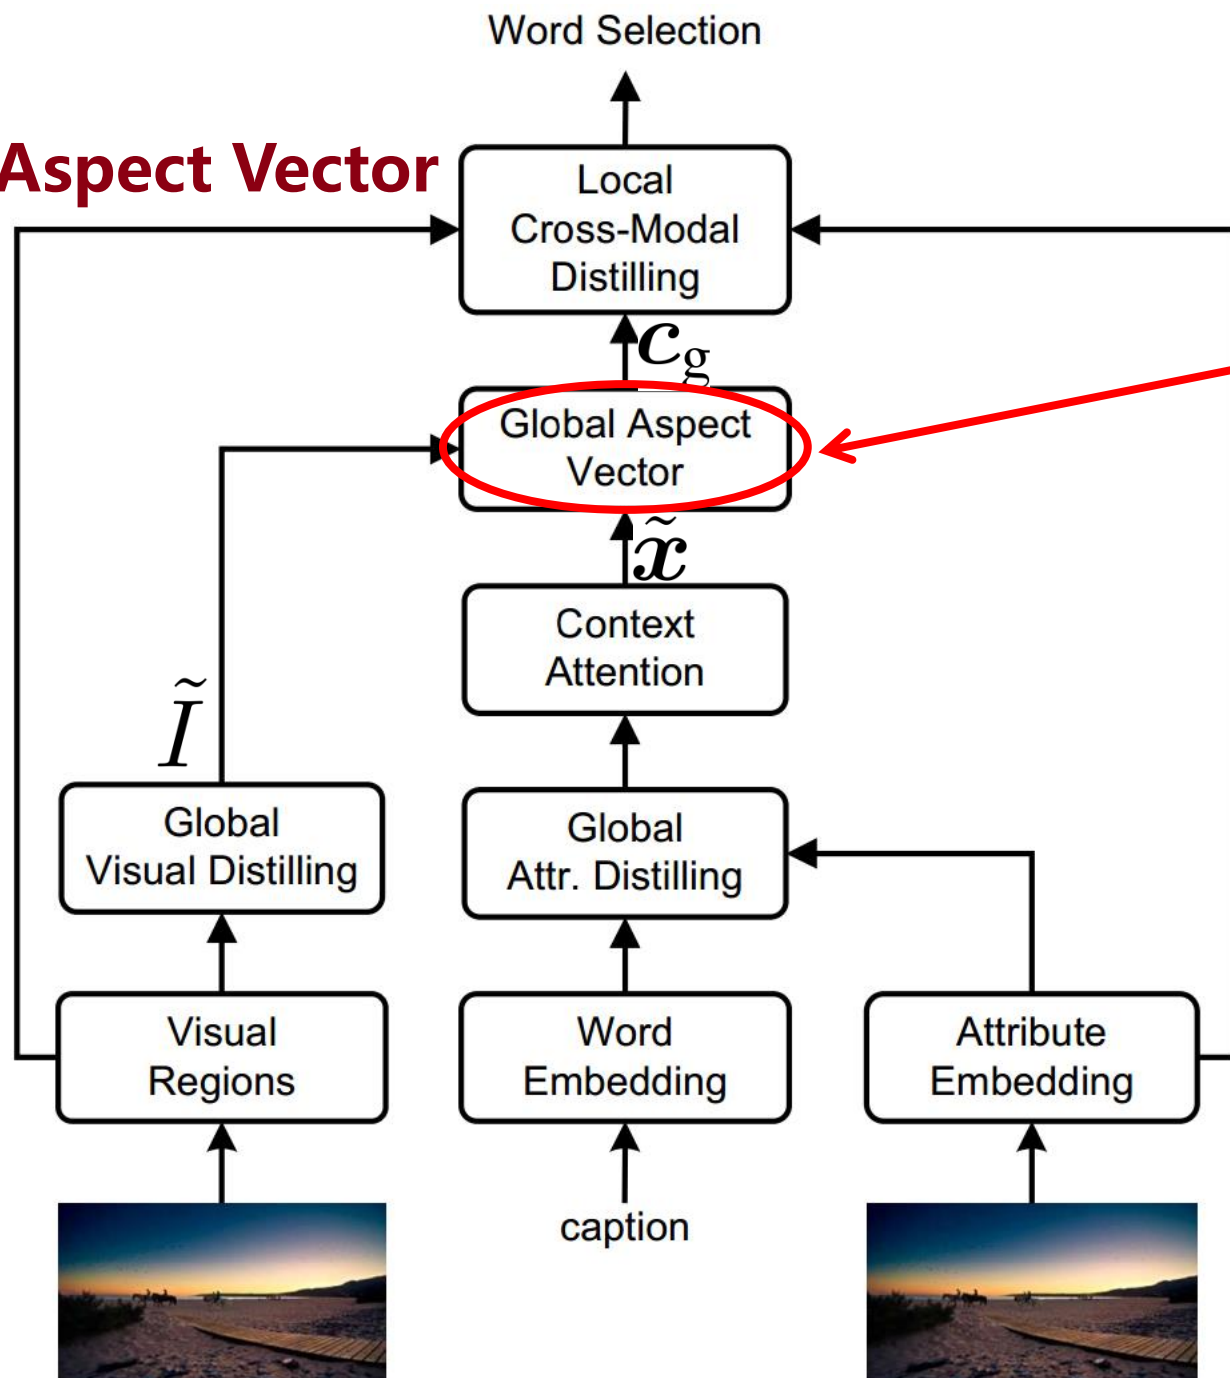 Word Selection
Aspect Vector
Local
Cross-Modal
Distilling
c_g
Global Aspect
Vector
x̃
Context
Attention
Ĩ
Global
Visual Distilling
Global
Attr. Distilling
Visual
Regions
Word
Embedding
Attribute
Embedding
caption